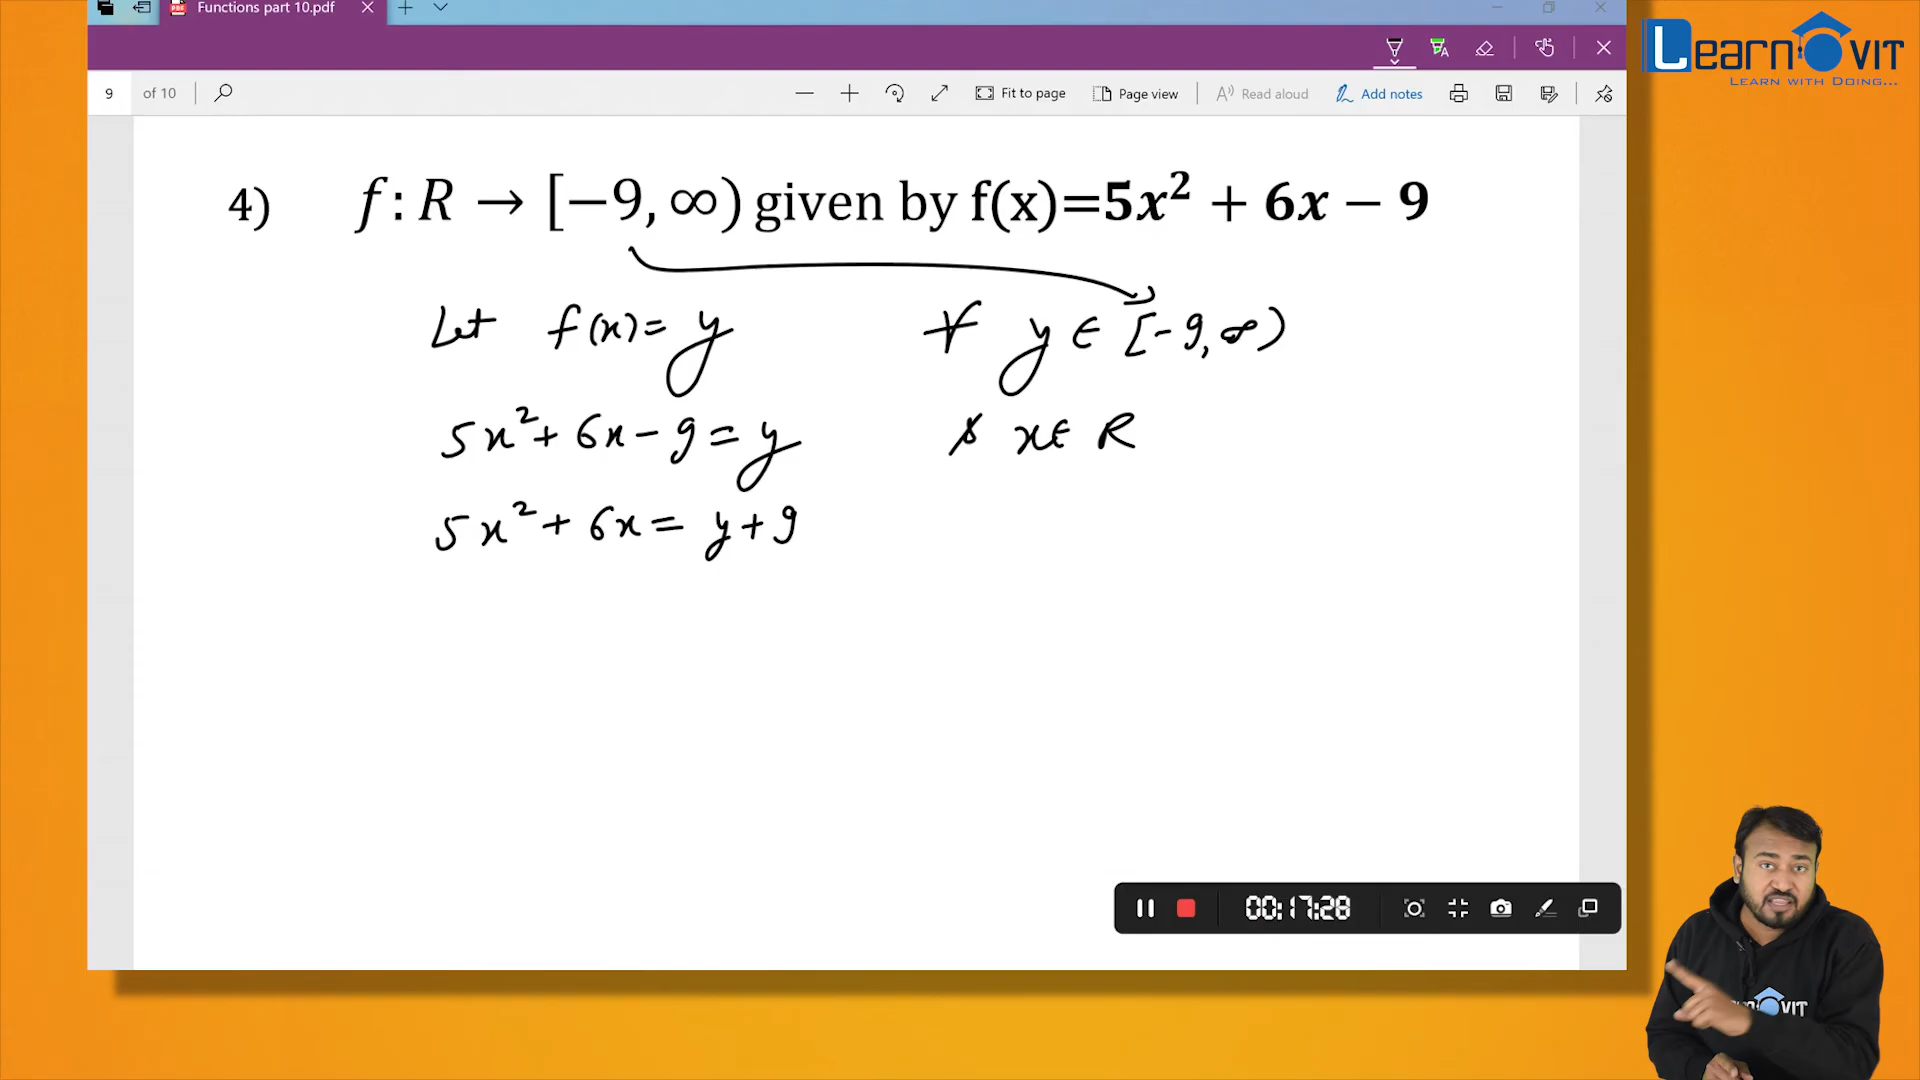 Functions part 10.pdf
LearnOvit
Learn with Doing...
9 of 10
Fit to page
Page view
Read aloud
Add notes
4) f: R → [−9, ∞) given by f(x)=5x² + 6x − 9
Let f(x) = y ∀ y ∈ [-9, ∞)
5x² + 6x - 9 = y & x ∈ R
5x² + 6x = y + 9
00:17:28
VIT